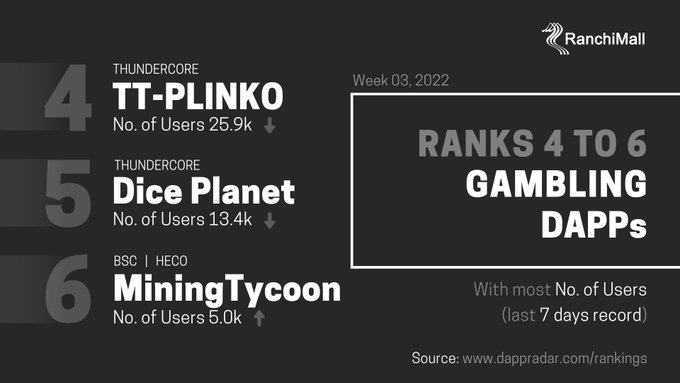 RanchiMall
4
THUNDERCORE
TT-PLINKO
No. of Users 25.9k
5
THUNDERCORE
Dice Planet
No. of Users 13.4k
6
BSC | HECO
MiningTycoon
No. of Users 5.0k
Week 03, 2022
RANKS 4 TO 6
GAMBLING
DAPPs
With most No. of Users
(last 7 days record)
Source: www.dappradar.com/rankings